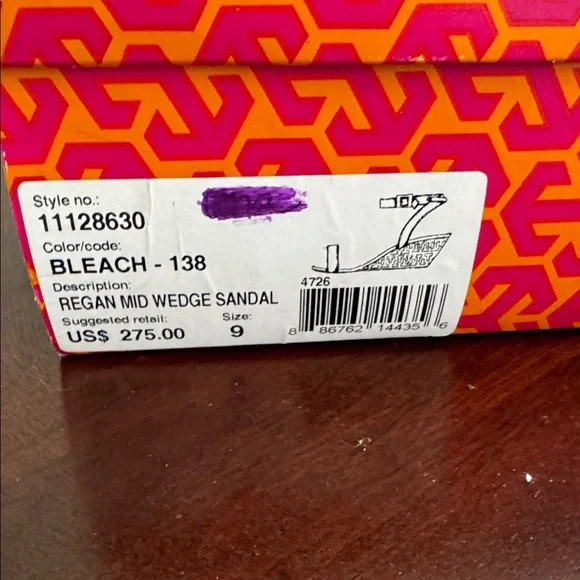 Style no.:
11128630
Color/code:
BLEACH - 138
Description:
REGAN MID WEDGE SANDAL
Suggested retail: Size:
US$ 275.00 9
4726
8 86762 14435 6